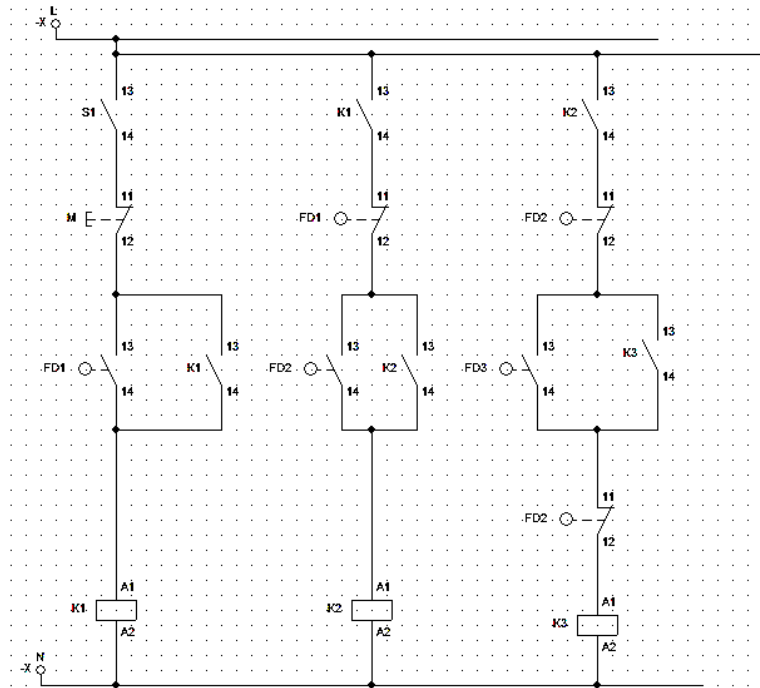 L
-X
13 13 13
S1 K1 K2
14 14 14
11 11 11
M FD1 FD2
12 12 12
13 13 13 13 13 13
FD1 K1 FD2 K2 FD3 K3
14 14 14 14 14 14
11
FD2
12
A1 A1 A1
K1 K2 K3
A2 A2 A2
N
-X